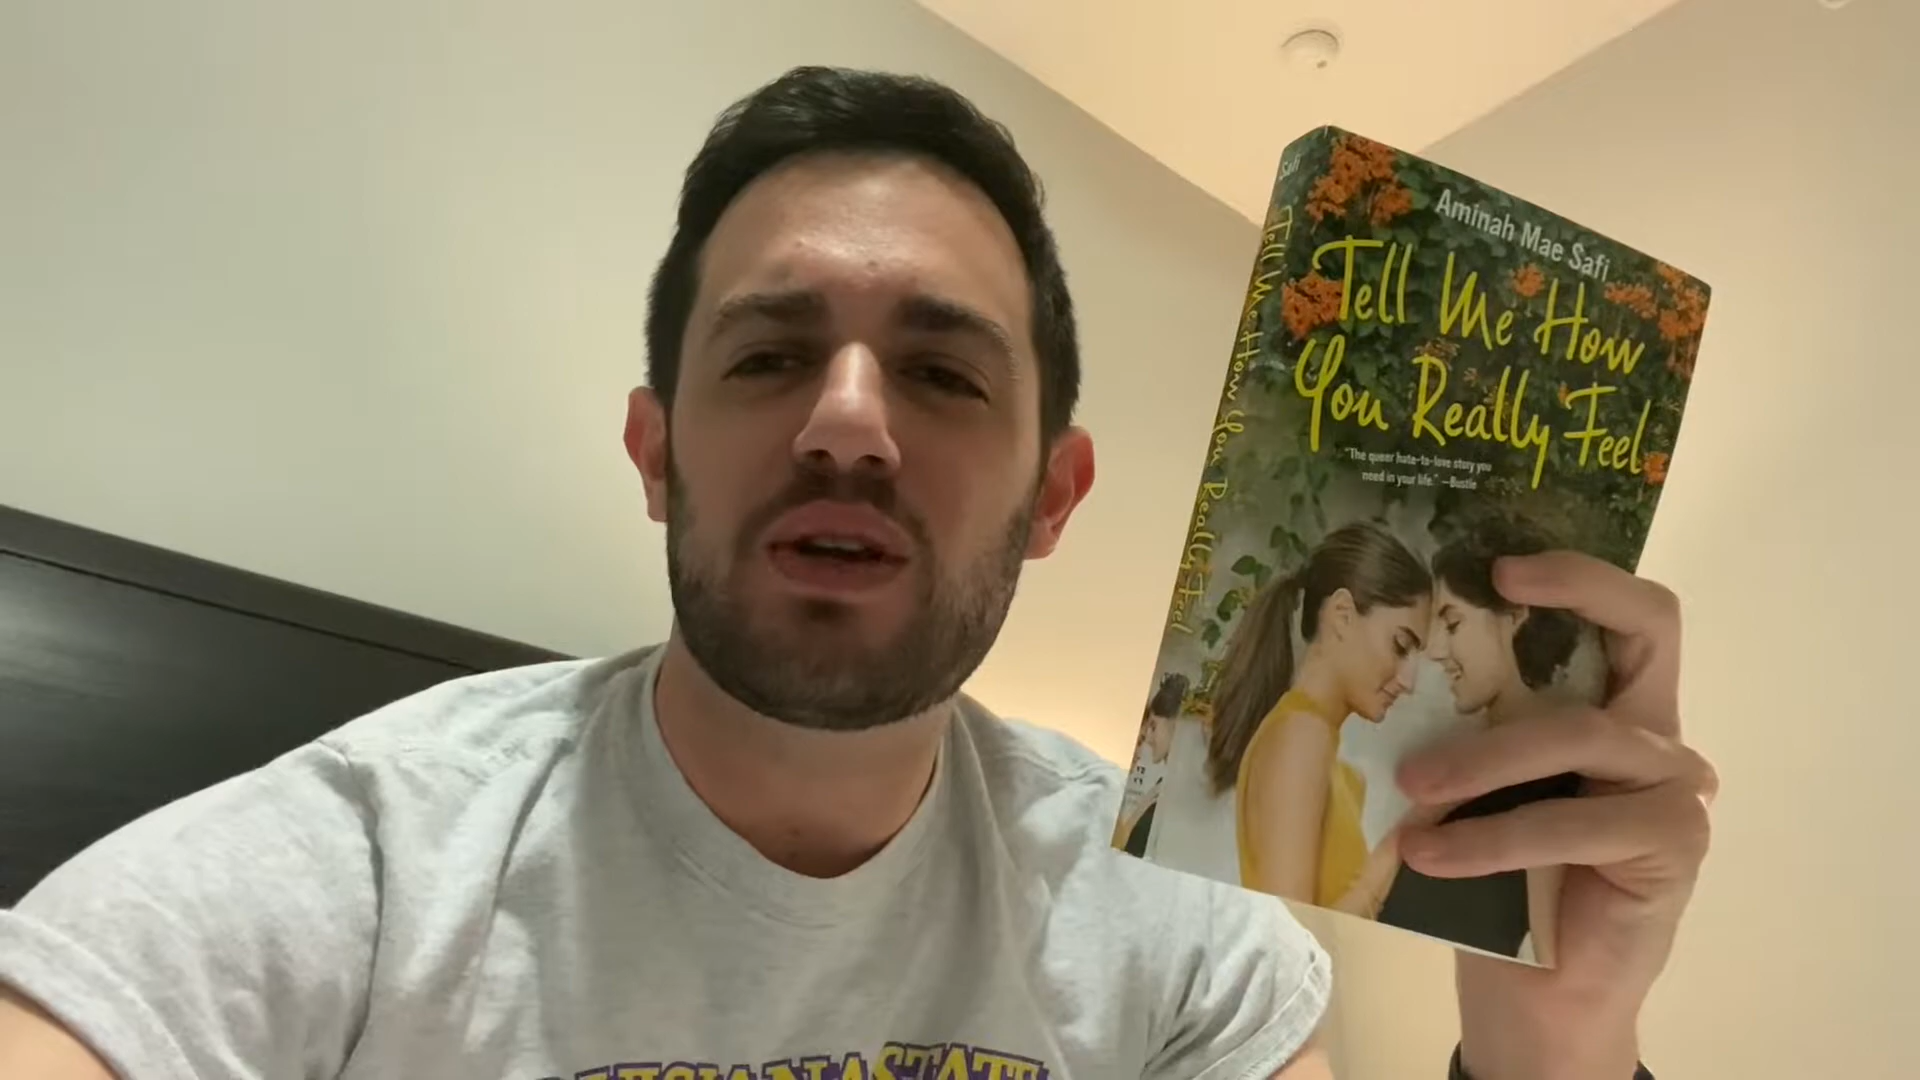 Safi
Tell Me How You Really Feel
Aminah Mae Safi
Tell Me How
You Really Feel
"The queer hate-to-love story you
need in your life." —Bustle